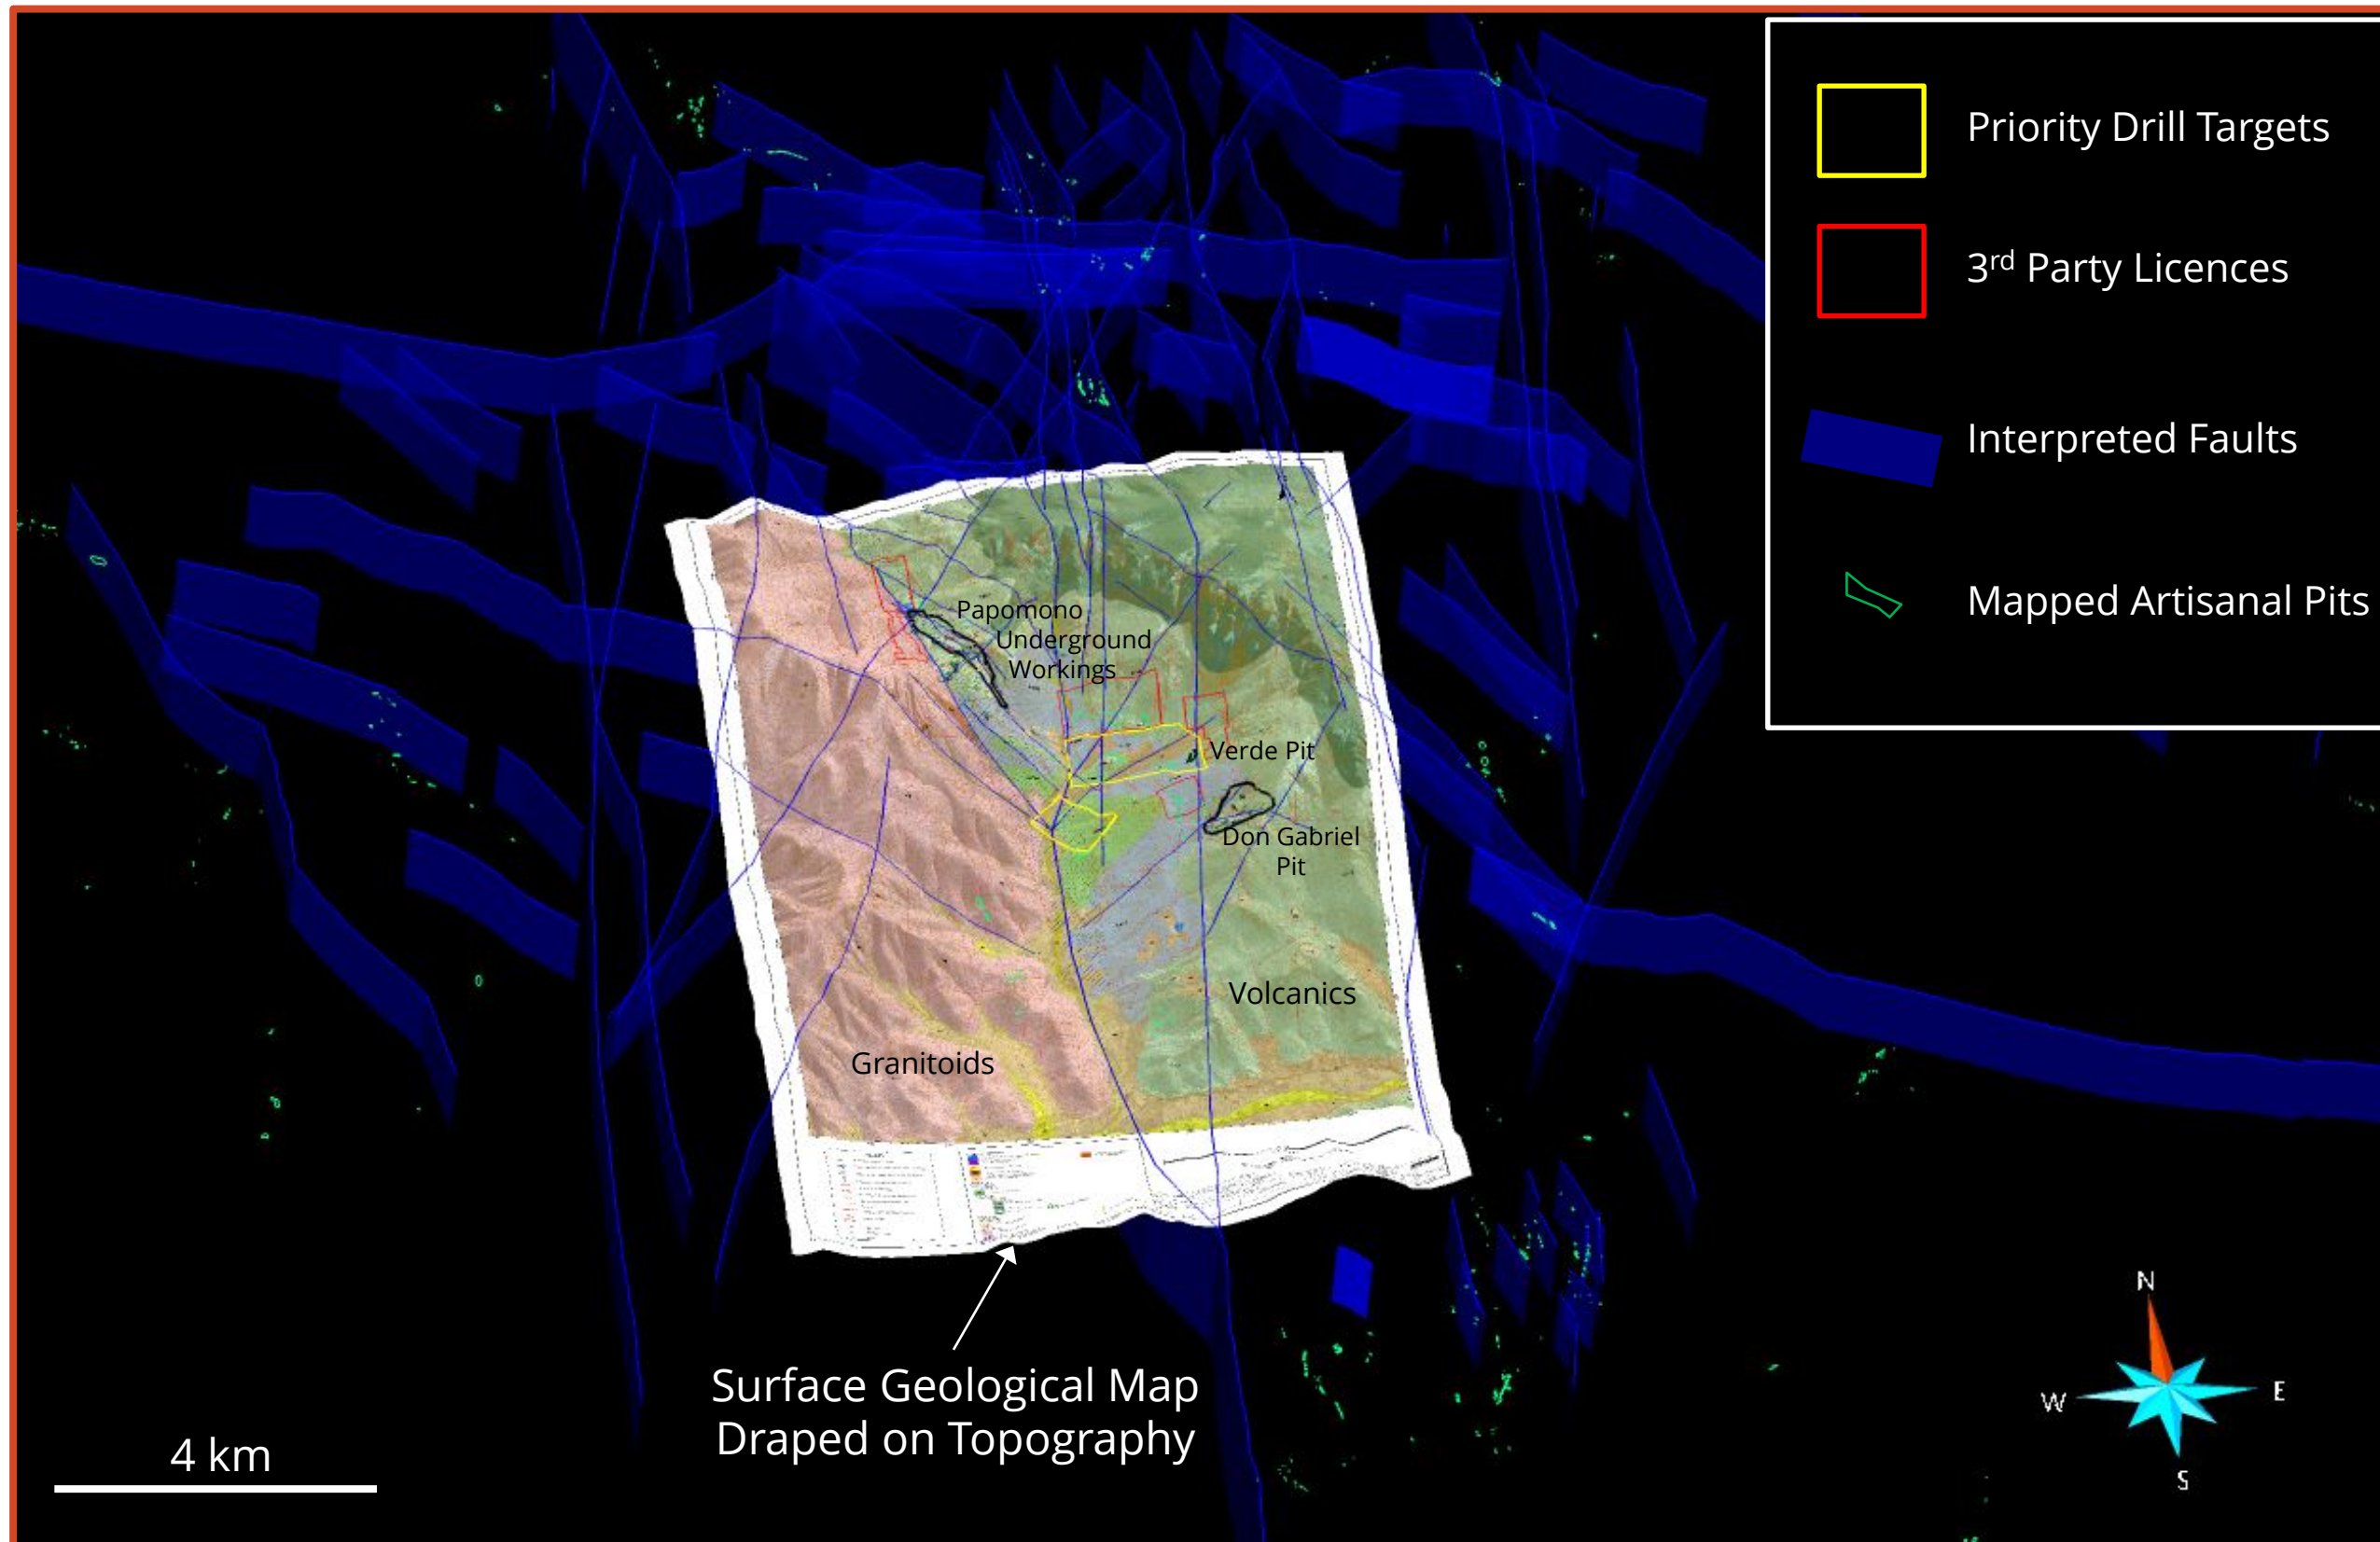 Priority Drill Targets
3rd Party Licences
Interpreted Faults
Mapped Artisanal Pits
Papomono
Underground
Workings
Verde Pit
Don Gabriel
Pit
Volcanics
Granitoids
Surface Geological Map
Draped on Topography
4 km
N
W
E
S